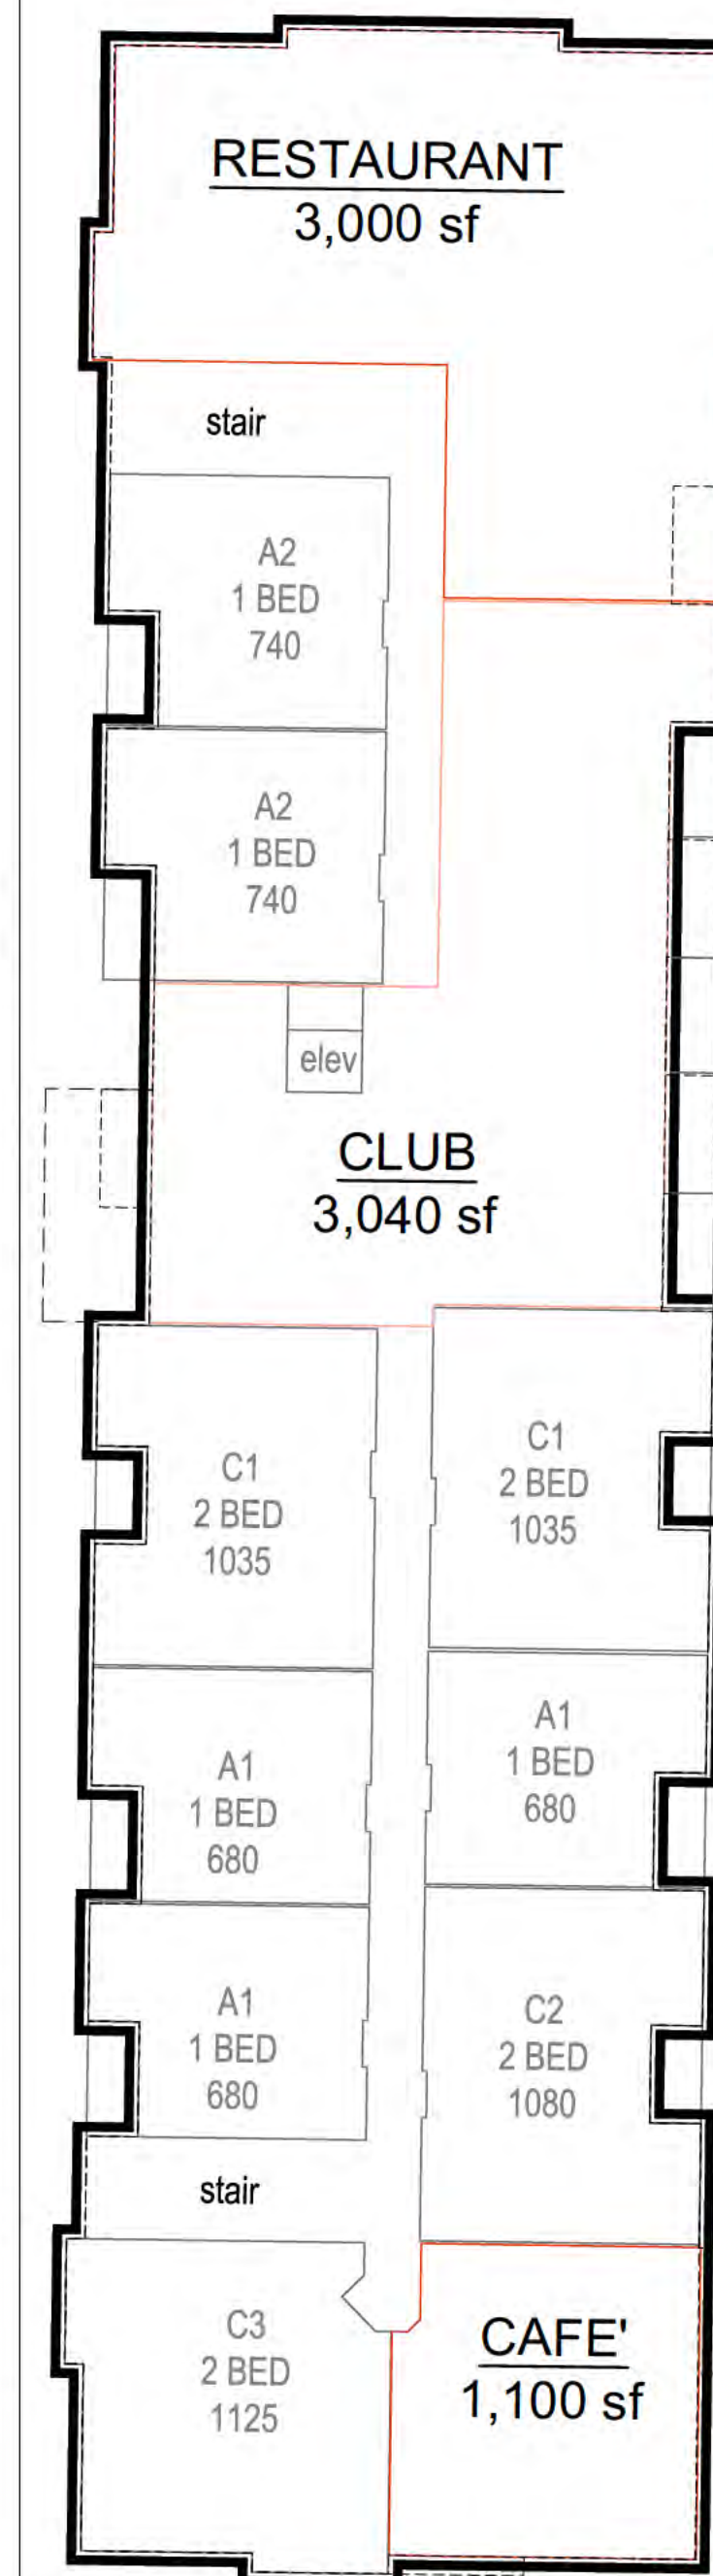 RESTAURANT
3,000 sf
stair
A2
1 BED
740
A2
1 BED
740
elev
CLUB
3,040 sf
C1
2 BED
1035
C1
2 BED
1035
A1
1 BED
680
A1
1 BED
680
A1
1 BED
680
C2
2 BED
1080
stair
C3
2 BED
1125
CAFE'
1,100 sf